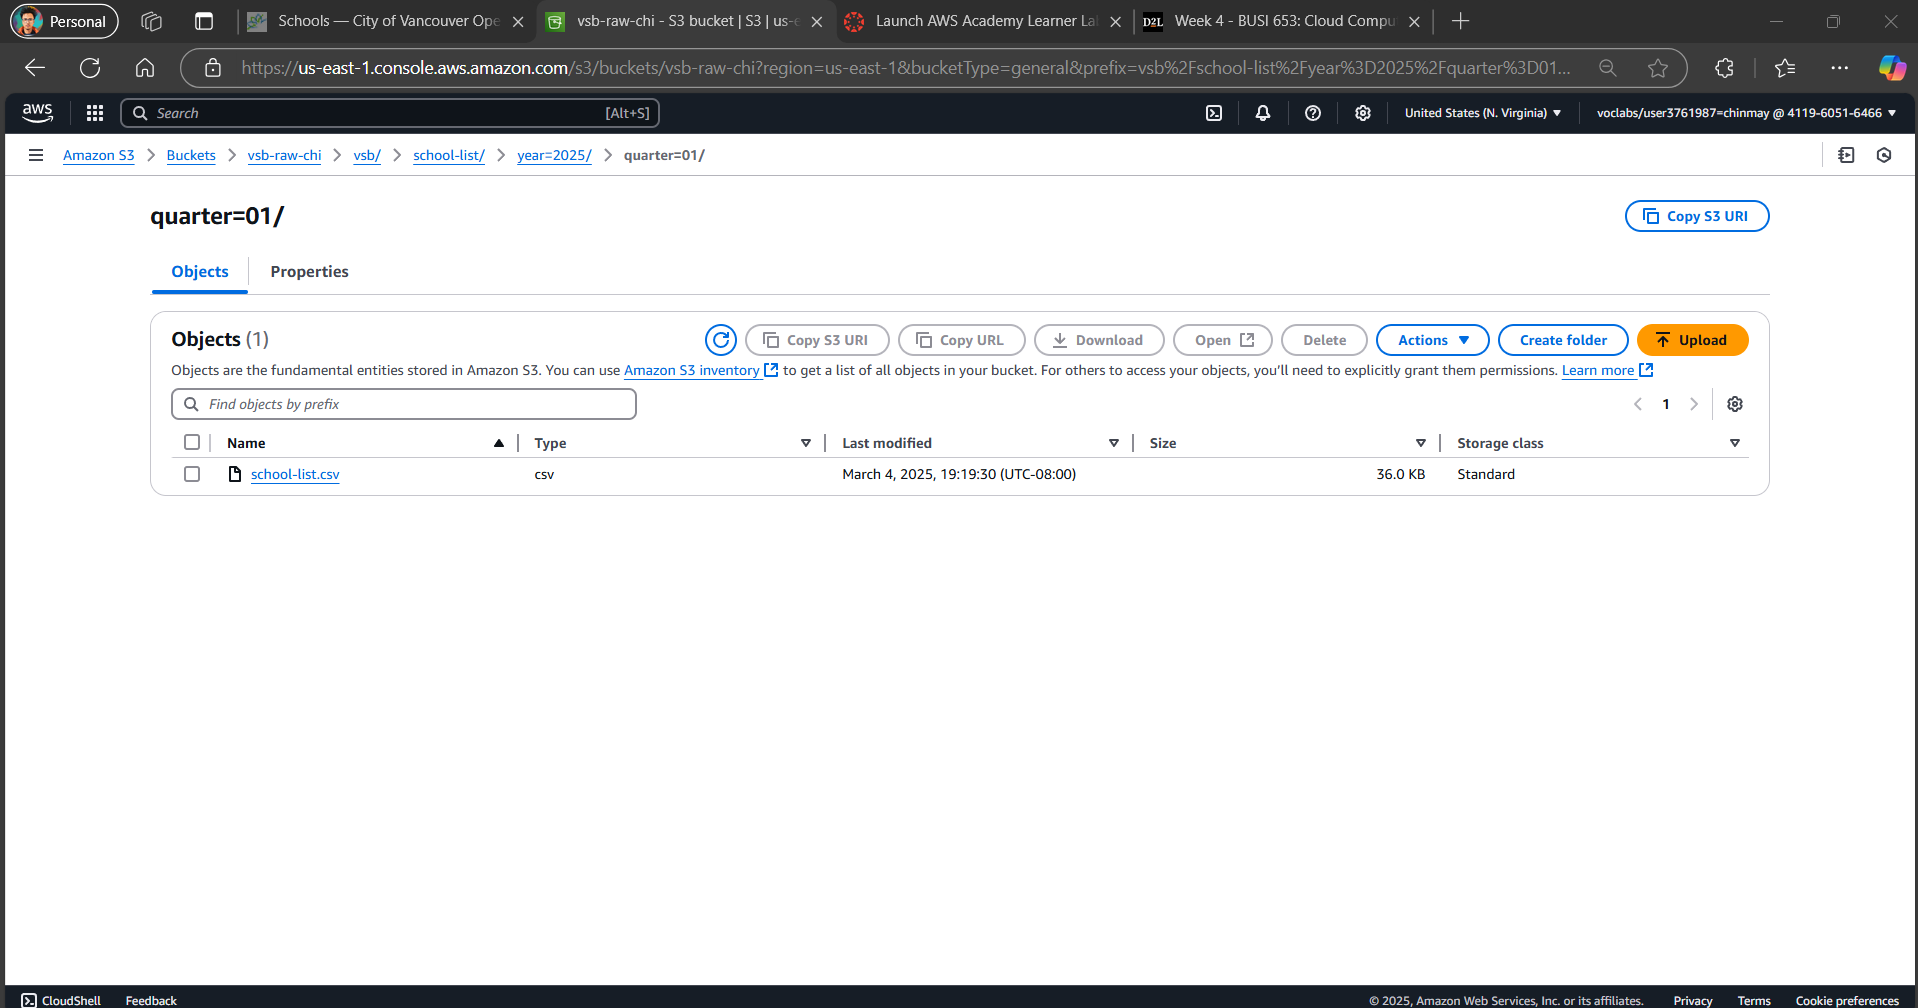 Personal
Schools — City of Vancouver Ope
vsb-raw-chi - S3 bucket | S3 | us-e
Launch AWS Academy Learner La
D2L Week 4 - BUSI 653: Cloud Compu
https://us-east-1.console.aws.amazon.com/s3/buckets/vsb-raw-chi?region=us-east-1&bucketType=general&prefix=vsb%2Fschool-list%2Fyear%3D2025%2Fquarter%3D01...
aws Search [Alt+S] United States (N. Virginia) voclabs/user3761987=chinmay @ 4119-6051-6466
Amazon S3 > Buckets > vsb-raw-chi > vsb/ > school-list/ > year=2025/ > quarter=01/
quarter=01/
Copy S3 URI
Objects Properties
Objects (1)
Copy S3 URI Copy URL Download Open Delete Actions Create folder Upload
Objects are the fundamental entities stored in Amazon S3. You can use Amazon S3 inventory to get a list of all objects in your bucket. For others to access your objects, you'll need to explicitly grant them permissions. Learn more
Find objects by prefix
1
Name Type Last modified Size Storage class
school-list.csv csv March 4, 2025, 19:19:30 (UTC-08:00) 36.0 KB Standard
CloudShell Feedback © 2025, Amazon Web Services, Inc. or its affiliates. Privacy Terms Cookie preferences